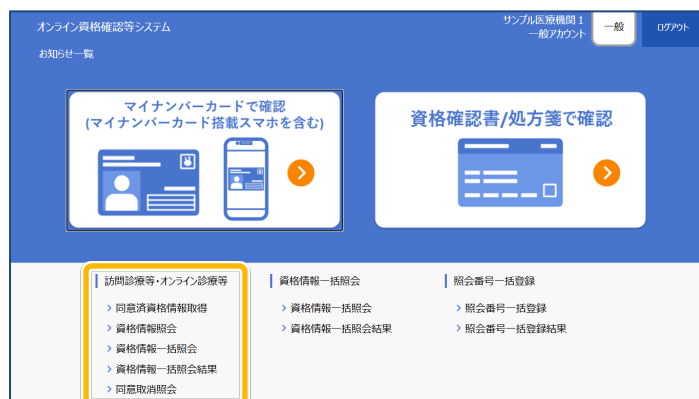 オンライン資格確認等システム
サンプル医療機関1
一般アカウント
一般
ログアウト
お知らせ一覧
マイナンバーカードで確認
(マイナンバーカード搭載スマホを含む)
資格確認書/処方箋で確認
訪問診療等・オンライン診療等
同意済資格情報取得
資格情報照会
資格情報一括照会
資格情報一括照会結果
同意取消照会
資格情報一括照会
資格情報一括照会
資格情報一括照会結果
照会番号一括登録
照会番号一括登録
照会番号一括登録結果